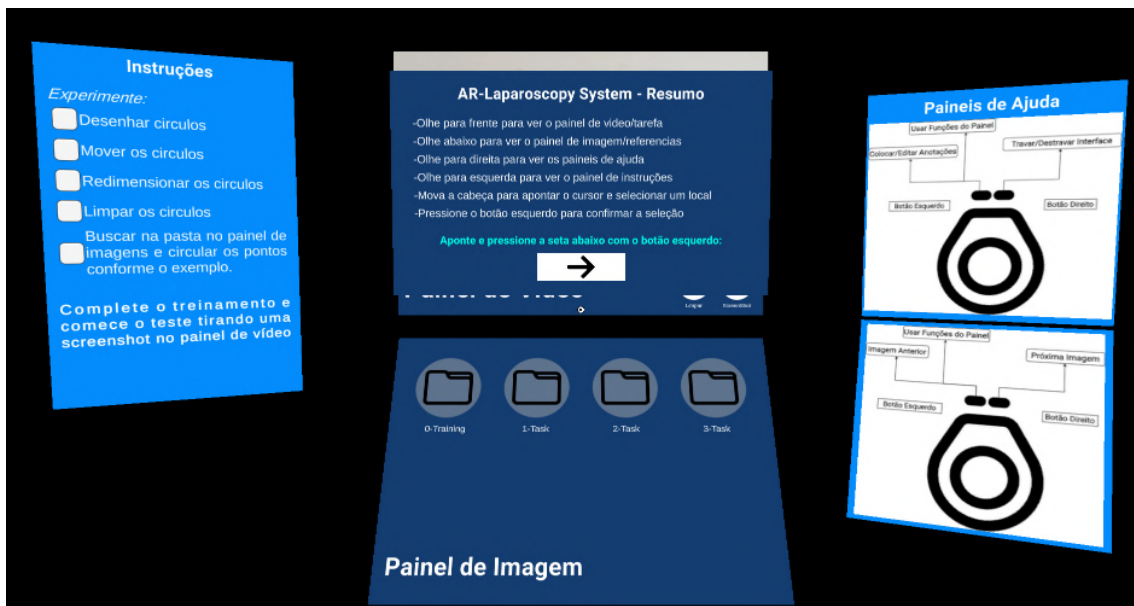 Instruções
Experimente:
Desenhar circulos
Mover os circulos
Redimensionar os circulos
Limpar os circulos
Buscar na pasta no painel de
imagens e circular os pontos
conforme o exemplo.
Complete o treinamento e
comece o teste tirando uma
screenshot no painel de vídeo
AR-Laparoscopy System - Resumo
-Olhe para frente para ver o painel de video/tarefa
-Olhe abaixo para ver o painel de imagem/referencias
-Olhe para direita para ver os paineis de ajuda
-Olhe para esquerda para ver o painel de instruções
-Mova a cabeça para apontar o cursor e selecionar um local
-Pressione o botão esquerdo para confirmar a seleção
Aponte e pressione a seta abaixo com o botão esquerdo:
Limpar
0-Training
1-Task
2-Task
3-Task
Painel de Imagem
Paineis de Ajuda
Usar Funções do Painel
Colocar/Editar Anotações
Travar/Destravar Interface
Botão Esquerdo
Botão Direito
Usar Funções do Painel
Imagem Anterior
Próxima Imagem
Botão Esquerdo
Botão Direito